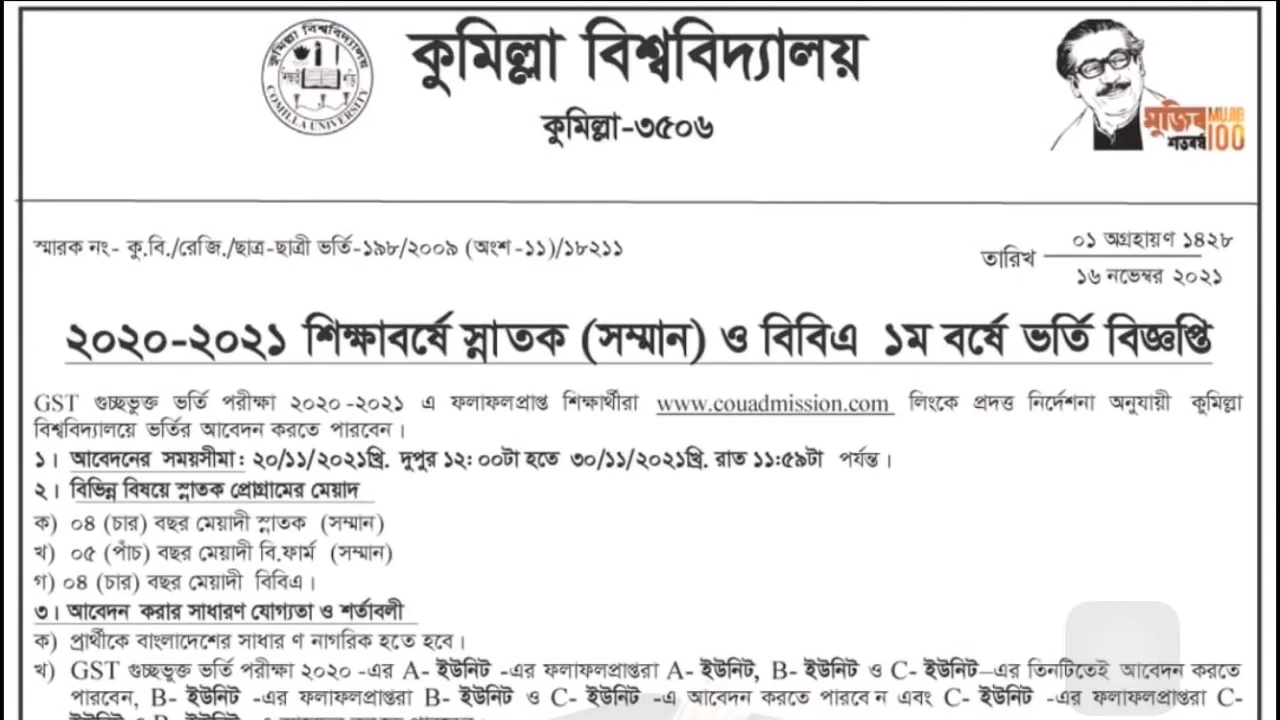 কুমিল্লা বিশ্ববিদ্যালয়
COMILLA UNIVERSITY
কুমিল্লা বিশ্ববিদ্যালয়
কুমিল্লা-৩৫০৬
মুজিব MUJIB
শতবর্ষ 100
স্মারক নং- কু.বি./রেজি./ছাত্র-ছাত্রী ভর্তি-১৯৮/২০০৯ (অংশ-১১)/১৮২১১
তারিখ ০১ অগ্রহায়ণ ১৪২৮
১৬ নভেম্বর ২০২১
২০২০-২০২১ শিক্ষাবর্ষে স্নাতক (সম্মান) ও বিবিএ ১ম বর্ষে ভর্তি বিজ্ঞপ্তি
GST গুচ্ছভুক্ত ভর্তি পরীক্ষা ২০২০-২০২১ এ ফলাফলপ্রাপ্ত শিক্ষার্থীরা www.couadmission.com লিংকে প্রদত্ত নির্দেশনা অনুযায়ী কুমিল্লা
বিশ্ববিদ্যালয়ে ভর্তির আবেদন করতে পারবেন।
১। আবেদনের সময়সীমা: ২০/১১/২০২১খ্রি. দুপুর ১২:০০টা হতে ৩০/১১/২০২১খ্রি. রাত ১১:৫৯টা পর্যন্ত।
২। বিভিন্ন বিষয়ে স্নাতক প্রোগ্রামের মেয়াদ
ক) ০৪ (চার) বছর মেয়াদী স্নাতক (সম্মান)
খ) ০৫ (পাঁচ) বছর মেয়াদী বি.ফার্ম (সম্মান)
গ) ০৪ (চার) বছর মেয়াদী বিবিএ।
৩। আবেদন করার সাধারণ যোগ্যতা ও শর্তাবলী
ক) প্রার্থীকে বাংলাদেশের সাধার ণ নাগরিক হতে হবে।
খ) GST গুচ্ছভুক্ত ভর্তি পরীক্ষা ২০২০ -এর A- ইউনিট -এর ফলাফলপ্রাপ্তরা A- ইউনিট, B- ইউনিট ও C- ইউনিট–এর তিনটিতেই আবেদন করতে
পারবেন, B- ইউনিট -এর ফলাফলপ্রাপ্তরা B- ইউনিট ও C- ইউনিট -এ আবেদন করতে পারবে ন এবং C- ইউনিট -এর ফলাফলপ্রাপ্তরা C-